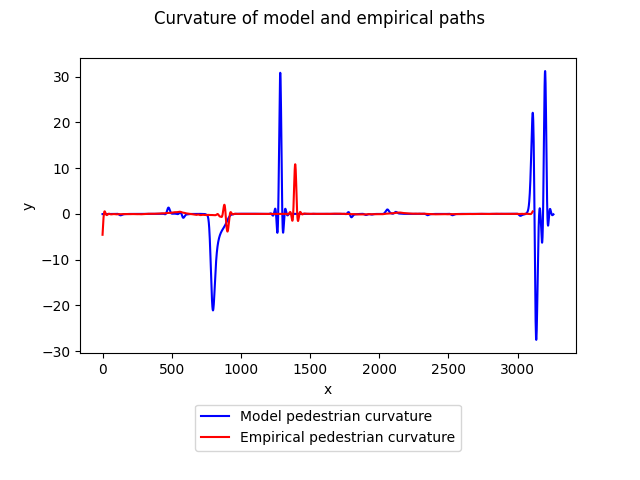 Curvature of model and empirical paths
30
20
10
0
−10
−20
−30
y
0 500 1000 1500 2000 2500 3000
x
Model pedestrian curvature
Empirical pedestrian curvature